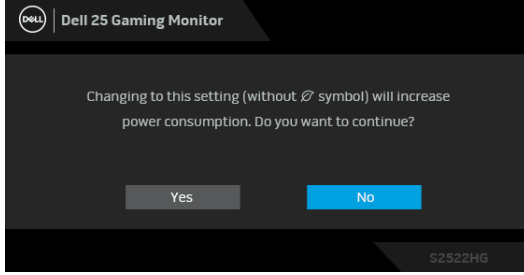 DELL
Dell 25 Gaming Monitor
Changing to this setting (without symbol) will increase
power consumption. Do you want to continue?
Yes
No
S2522HG